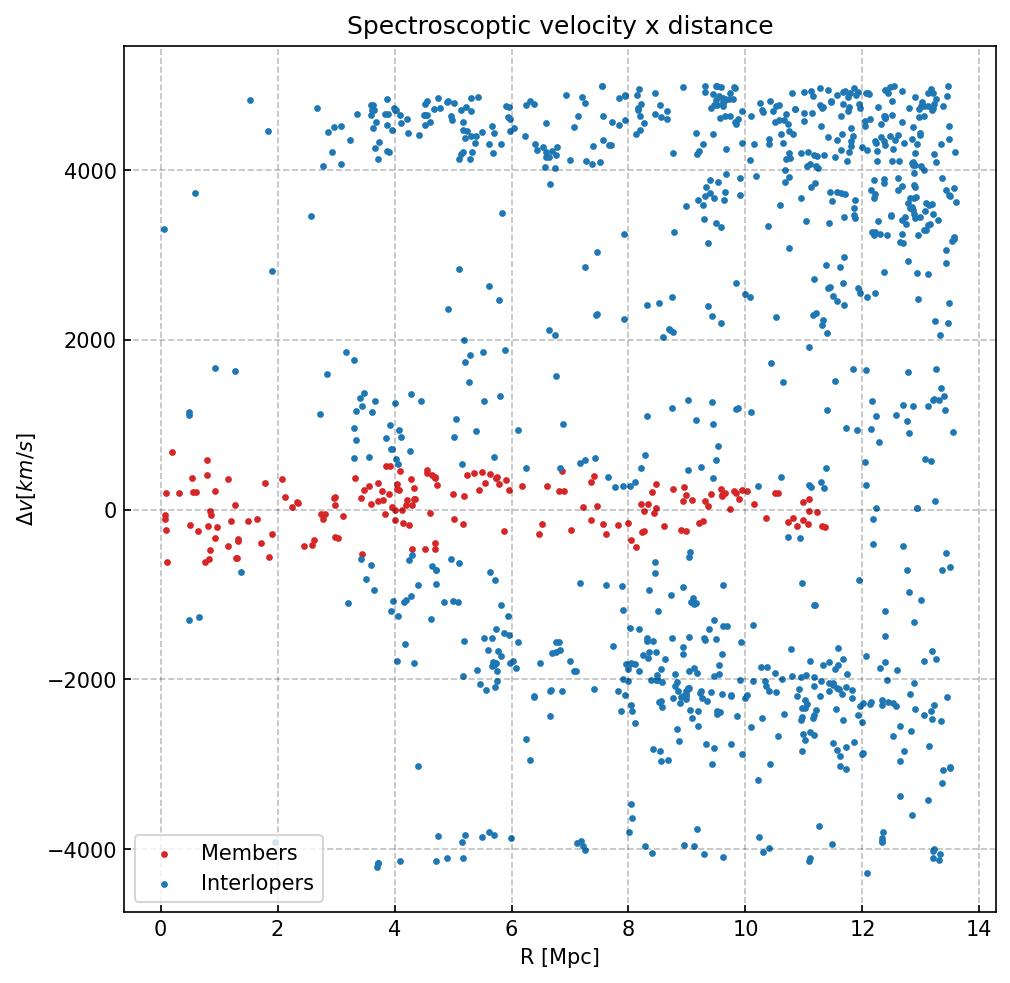 Spectroscoptic velocity x distance
Δv[km/s]
4000
2000
0
−2000
−4000
Members
Interlopers
0 2 4 6 8 10 12 14
R [Mpc]